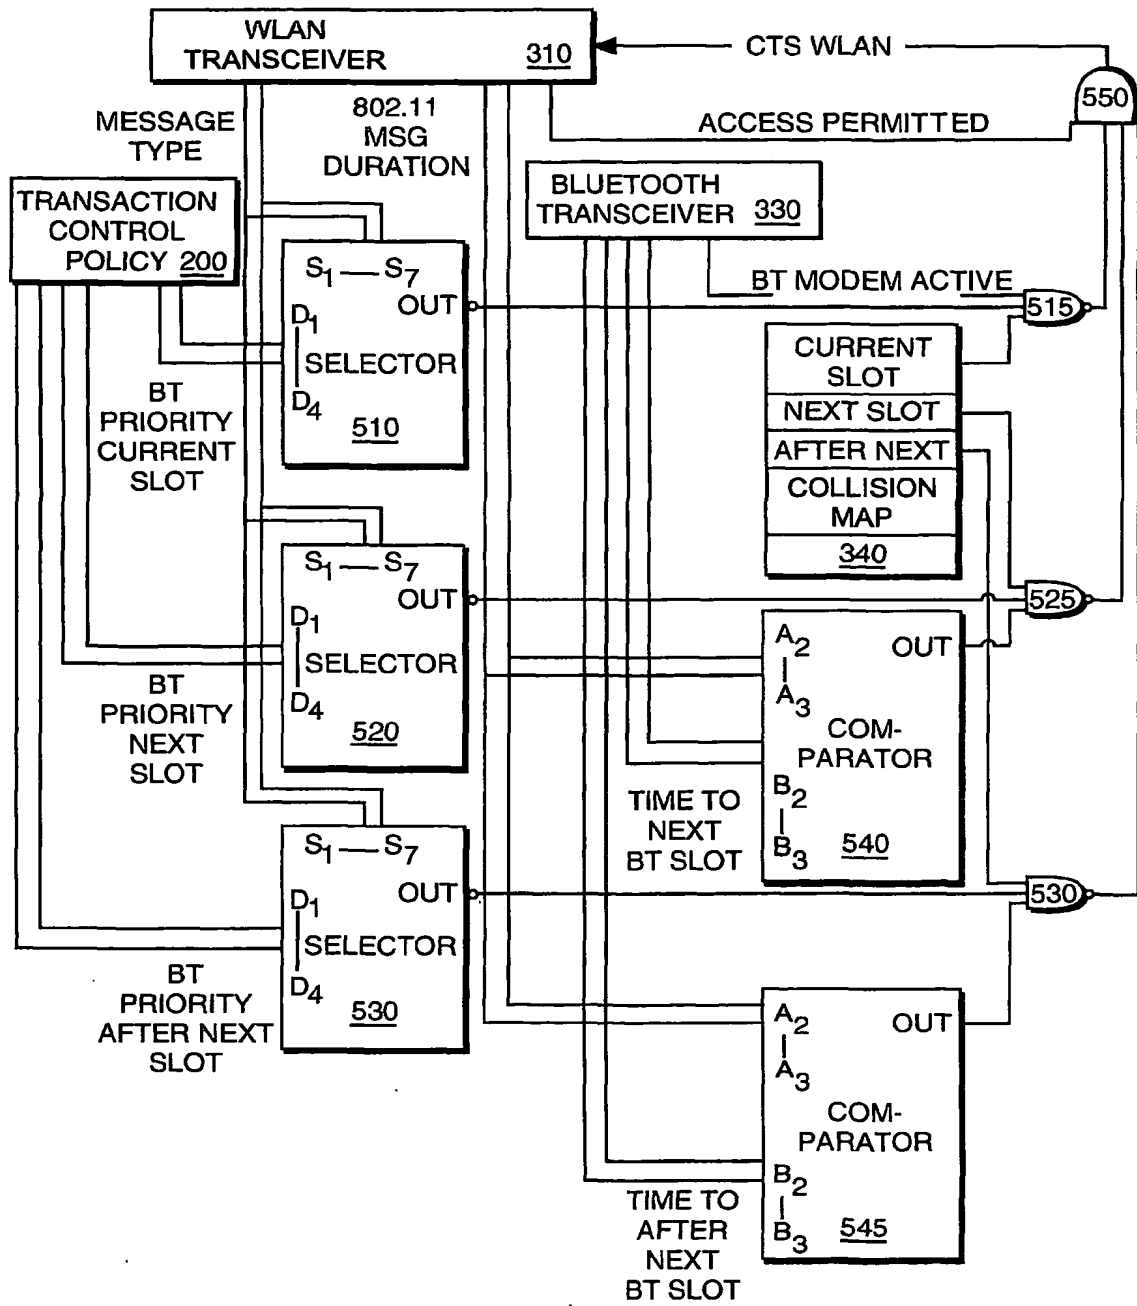 WLAN
TRANSCEIVER 310
CTS WLAN
550
MESSAGE
TYPE
802.11
MSG
DURATION
ACCESS PERMITTED
TRANSACTION
CONTROL
POLICY 200
BLUETOOTH
TRANSCEIVER 330
S1 — S7
OUT
D1
SELECTOR
D4
510
BT MODEM ACTIVE
515
CURRENT
SLOT
NEXT SLOT
AFTER NEXT
COLLISION
MAP
340
BT
PRIORITY
CURRENT
SLOT
S1 — S7
OUT
D1
SELECTOR
D4
520
525
A2
OUT
A3
COM-
PARATOR
B2
B3
540
BT
PRIORITY
NEXT
SLOT
TIME TO
NEXT
BT SLOT
S1 — S7
OUT
D1
SELECTOR
D4
530
530
BT
PRIORITY
AFTER NEXT
SLOT
A2
OUT
A3
COM-
PARATOR
B2
B3
545
TIME TO
AFTER
NEXT
BT SLOT